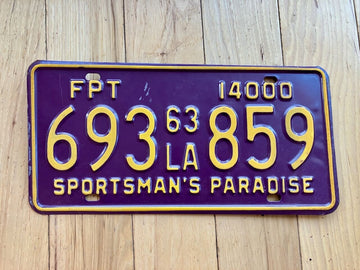 FPT 14000
693 63 LA 859
SPORTSMAN'S PARADISE